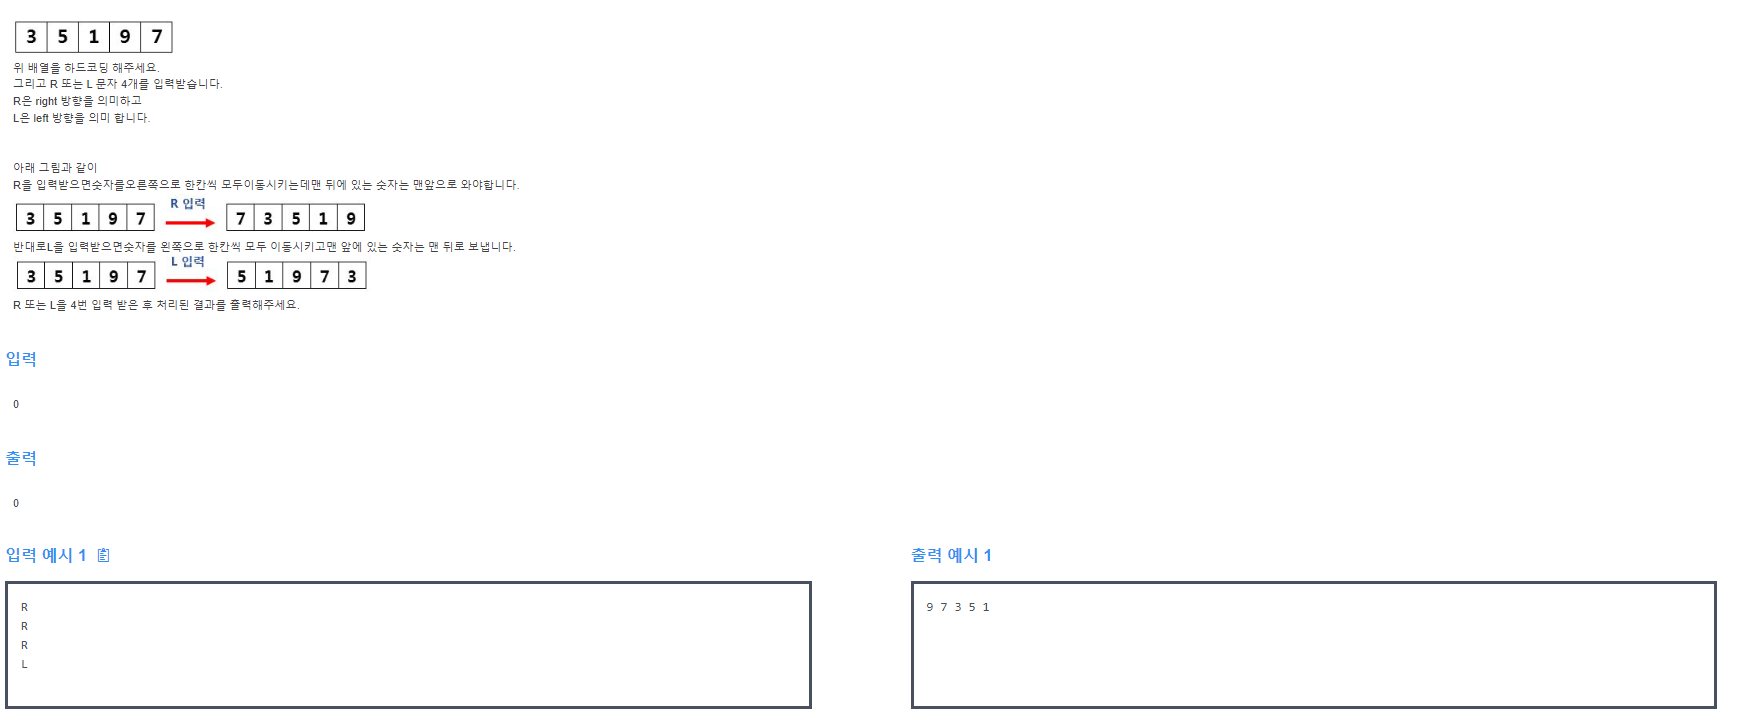 3 5 1 9 7
위 배열을 하드코딩 해주세요.
그리고 R 또는 L 문자 4개를 입력받습니다.
R은 right 방향을 의미하고
L은 left 방향을 의미 합니다.
아래 그림과 같이
R을 입력받으면숫자를오른쪽으로 한칸씩 모두이동시키는데맨 뒤에 있는 숫자는 맨앞으로 와야합니다.
R 입력
3 5 1 9 7 7 3 5 1 9
반대로L을 입력받으면숫자를 왼쪽으로 한칸씩 모두 이동시키고맨 앞에 있는 숫자는 맨 뒤로 보냅니다.
L 입력
3 5 1 9 7 5 1 9 7 3
R 또는 L을 4번 입력 받은 후 처리된 결과를 출력해주세요.
입력
0
출력
0
입력 예시 1
R
R
R
L
출력 예시 1
9 7 3 5 1